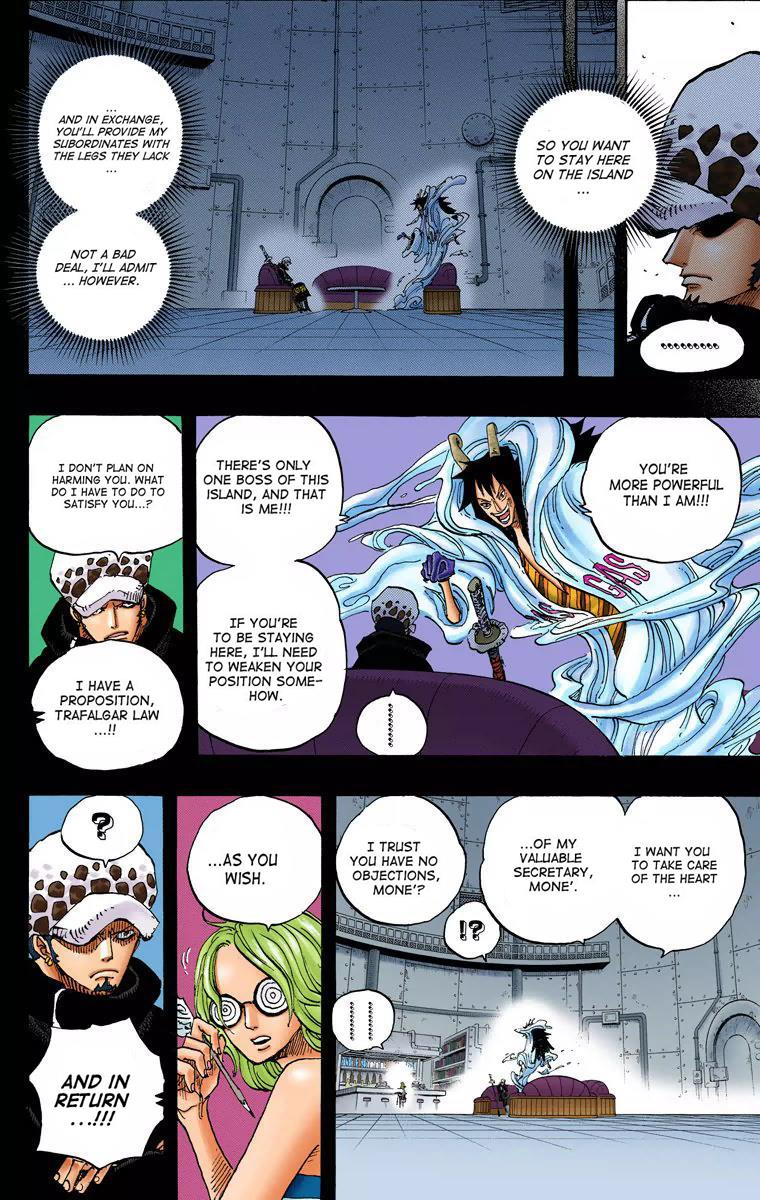 SO YOU WANT
TO STAY HERE
ON THE ISLAND
...
...
AND IN EXCHANGE,
YOU'LL PROVIDE MY
SUBORDINATES WITH
THE LEGS THEY LACK
...
NOT A BAD
DEAL, I'LL ADMIT
... HOWEVER.
..........
YOU'RE
MORE POWERFUL
THAN I AM!!!
GAS
THERE'S ONLY
ONE BOSS OF THIS
ISLAND, AND THAT
IS ME!!!
IF YOU'RE
TO BE STAYING
HERE, I'LL NEED
TO WEAKEN YOUR
POSITION SOME-
HOW.
I DON'T PLAN ON
HARMING YOU. WHAT
DO I HAVE TO DO TO
SATISFY YOU...?
I HAVE A
PROPOSITION,
TRAFALGAR LAW
...!!
I WANT YOU
TO TAKE CARE
OF THE HEART
...
...OF MY
VALUABLE
SECRETARY,
MONE'.
I TRUST
YOU HAVE NO
OBJECTIONS,
MONE'?
!?
!!
...AS YOU
WISH.
?
AND IN
RETURN
...!!!